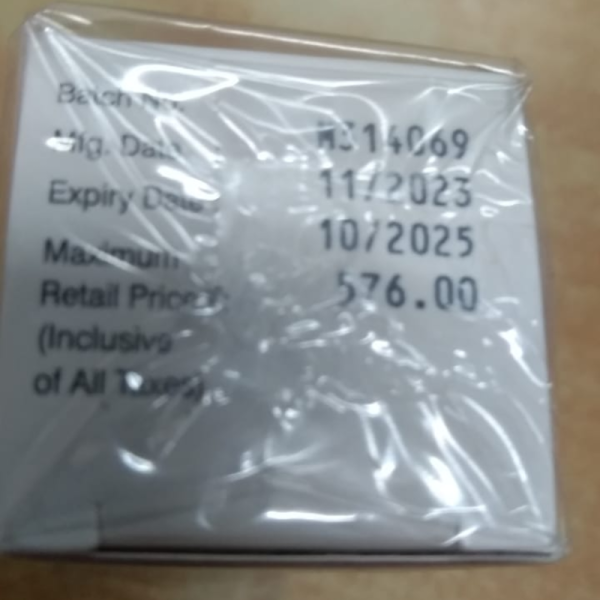 Batch No.
M314069
Mfg. Date
11/2023
Expiry Date
10/2025
Maximum
Retail Price
576.00
(Inclusive
of All Taxes)